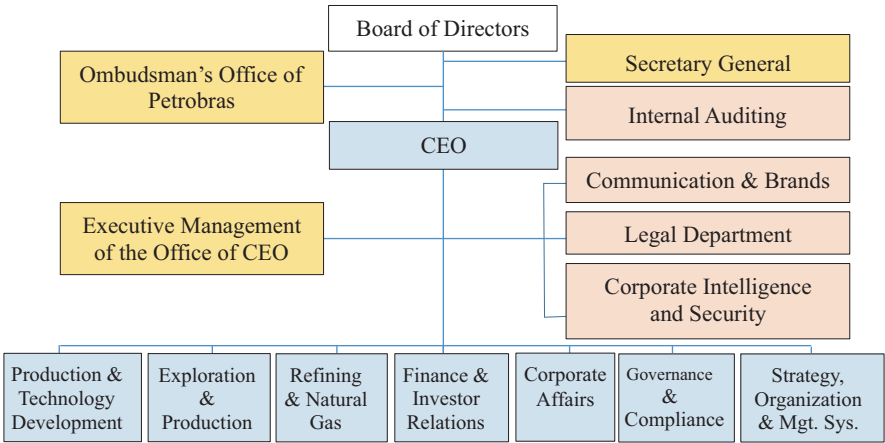 Board of Directors
Ombudsman's Office of
Petrobras
Secretary General
Internal Auditing
CEO
Communication & Brands
Executive Management
of the Office of CEO
Legal Department
Corporate Intelligence
and Security
Production &
Technology
Development
Exploration
&
Production
Refining
& Natural
Gas
Finance &
Investor
Relations
Corporate
Affairs
Governance
&
Compliance
Strategy,
Organization
& Mgt. Sys.